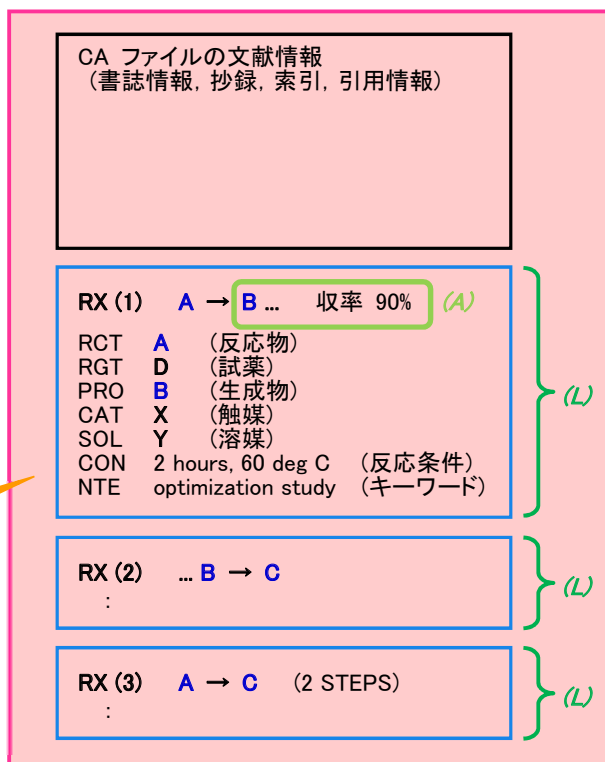 CA ファイルの文献情報
（書誌情報, 抄録, 索引, 引用情報）
RX (1) A → B ... 収率 90% (A)
RCT A （反応物）
RGT D （試薬）
PRO B （生成物）
CAT X （触媒）
SOL Y （溶媒）
CON 2 hours, 60 deg C （反応条件）
NTE optimization study （キーワード）
(L)
RX (2) ... B → C
:
(L)
RX (3) A → C (2 STEPS)
:
(L)